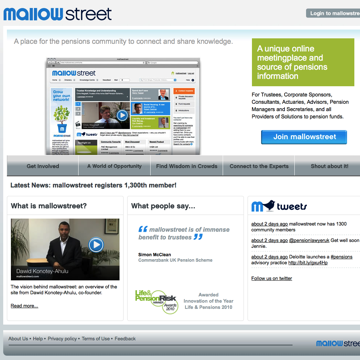 mallowstreet
Login to mallowstre
A place for the pensions community to connect and share knowledge.
mallowstreet
A unique online
meetingplace and
source of pensions
information
For Trustees, Corporate Sponsors,
Consultants, Actuaries, Advisors, Pension
Managers and Secretaries, and all
Providers of Solutions to pension funds.
Join mallowstreet
Get Involved
A World of Opportunity
Find Wisdom in Crowds
Connect to the Experts
Shout about it!
Latest News: mallowstreet registers 1,300th member!
What is mallowstreet?
Dawid Konotey-Ahulu
The vision behind mallowstreet; an overview of the
site from Dawid Konotey-Ahulu, co-founder.
Read more...
What people say...
“ mallowstreet is of immense
benefit to trustees ”
Simon McClean
Commerzbank UK Pension Scheme
Life&
PensionRisk
Awards
2010
Awarded
Innovation of the Year
Life & Pensions 2010
tweets
about 2 days ago mallowstreet now has 1300
community members
about 2 days ago @pensionlawyeruk Get well soon
Jennie.
about 2 days ago Deloitte launches a #pensions
advisory practice
Follow us on twitter
About Us • Help • Privacy policy • Terms of Use • Feedback
mallowstre